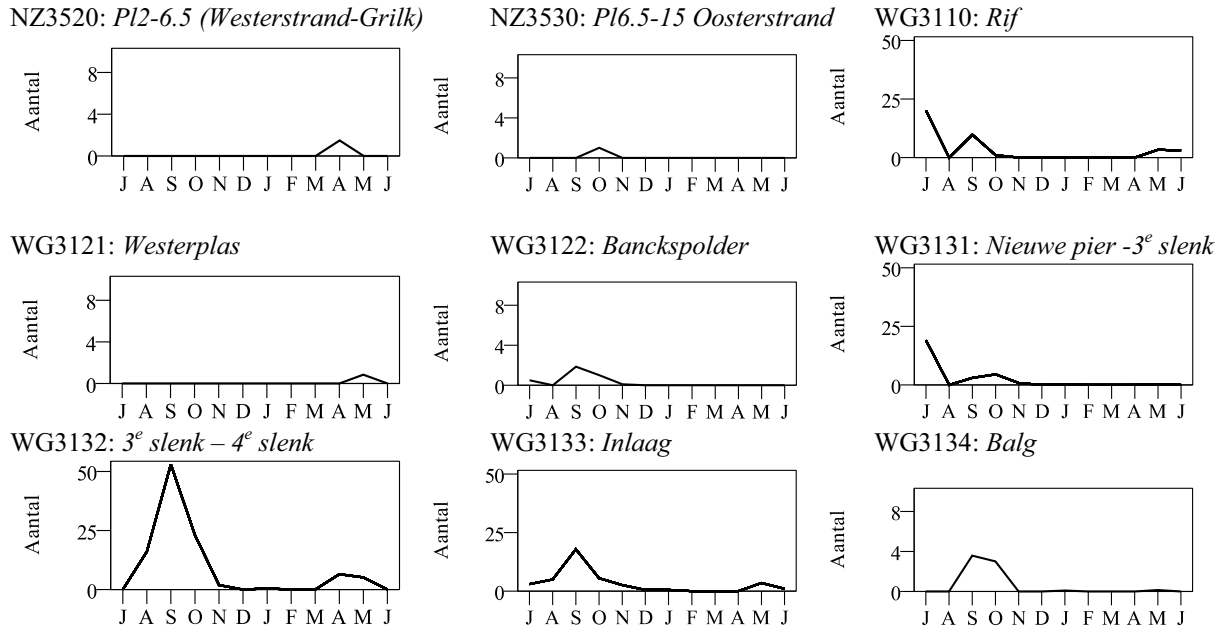 NZ3520: Pl2-6.5 (Westerstrand-Grilk)
Aantal
8
4
0
J A S O N D J F M A M J
NZ3530: Pl6.5-15 Oosterstrand
Aantal
8
4
0
J A S O N D J F M A M J
WG3110: Rif
Aantal
50
25
0
J A S O N D J F M A M J
WG3121: Westerplas
Aantal
8
4
0
J A S O N D J F M A M J
WG3122: Banckspolder
Aantal
8
4
0
J A S O N D J F M A M J
WG3131: Nieuwe pier -3e slenk
Aantal
50
25
0
J A S O N D J F M A M J
WG3132: 3e slenk – 4e slenk
Aantal
50
25
0
J A S O N D J F M A M J
WG3133: Inlaag
Aantal
50
25
0
J A S O N D J F M A M J
WG3134: Balg
Aantal
8
4
0
J A S O N D J F M A M J